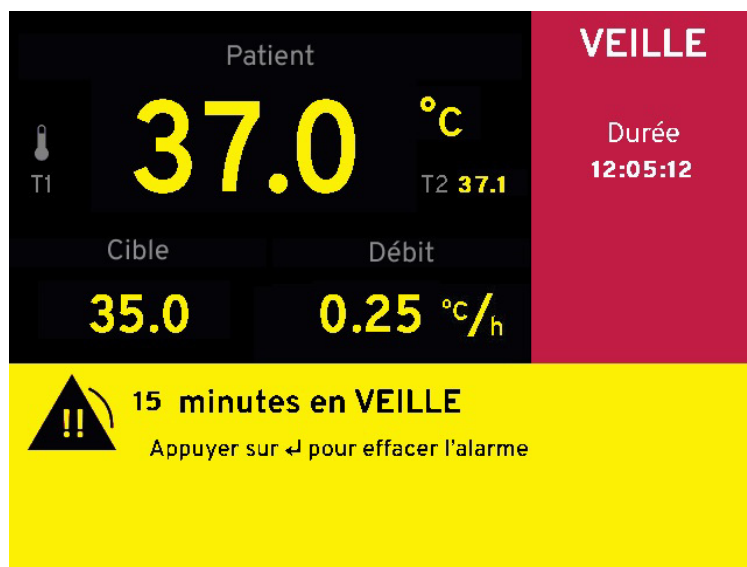 Patient
VEILLE
37.0 °C
T1
T2 37.1
Durée
12:05:12
Cible
Débit
35.0
0.25 °C/h
!!
15 minutes en VEILLE
Appuyer sur ↵ pour effacer l'alarme